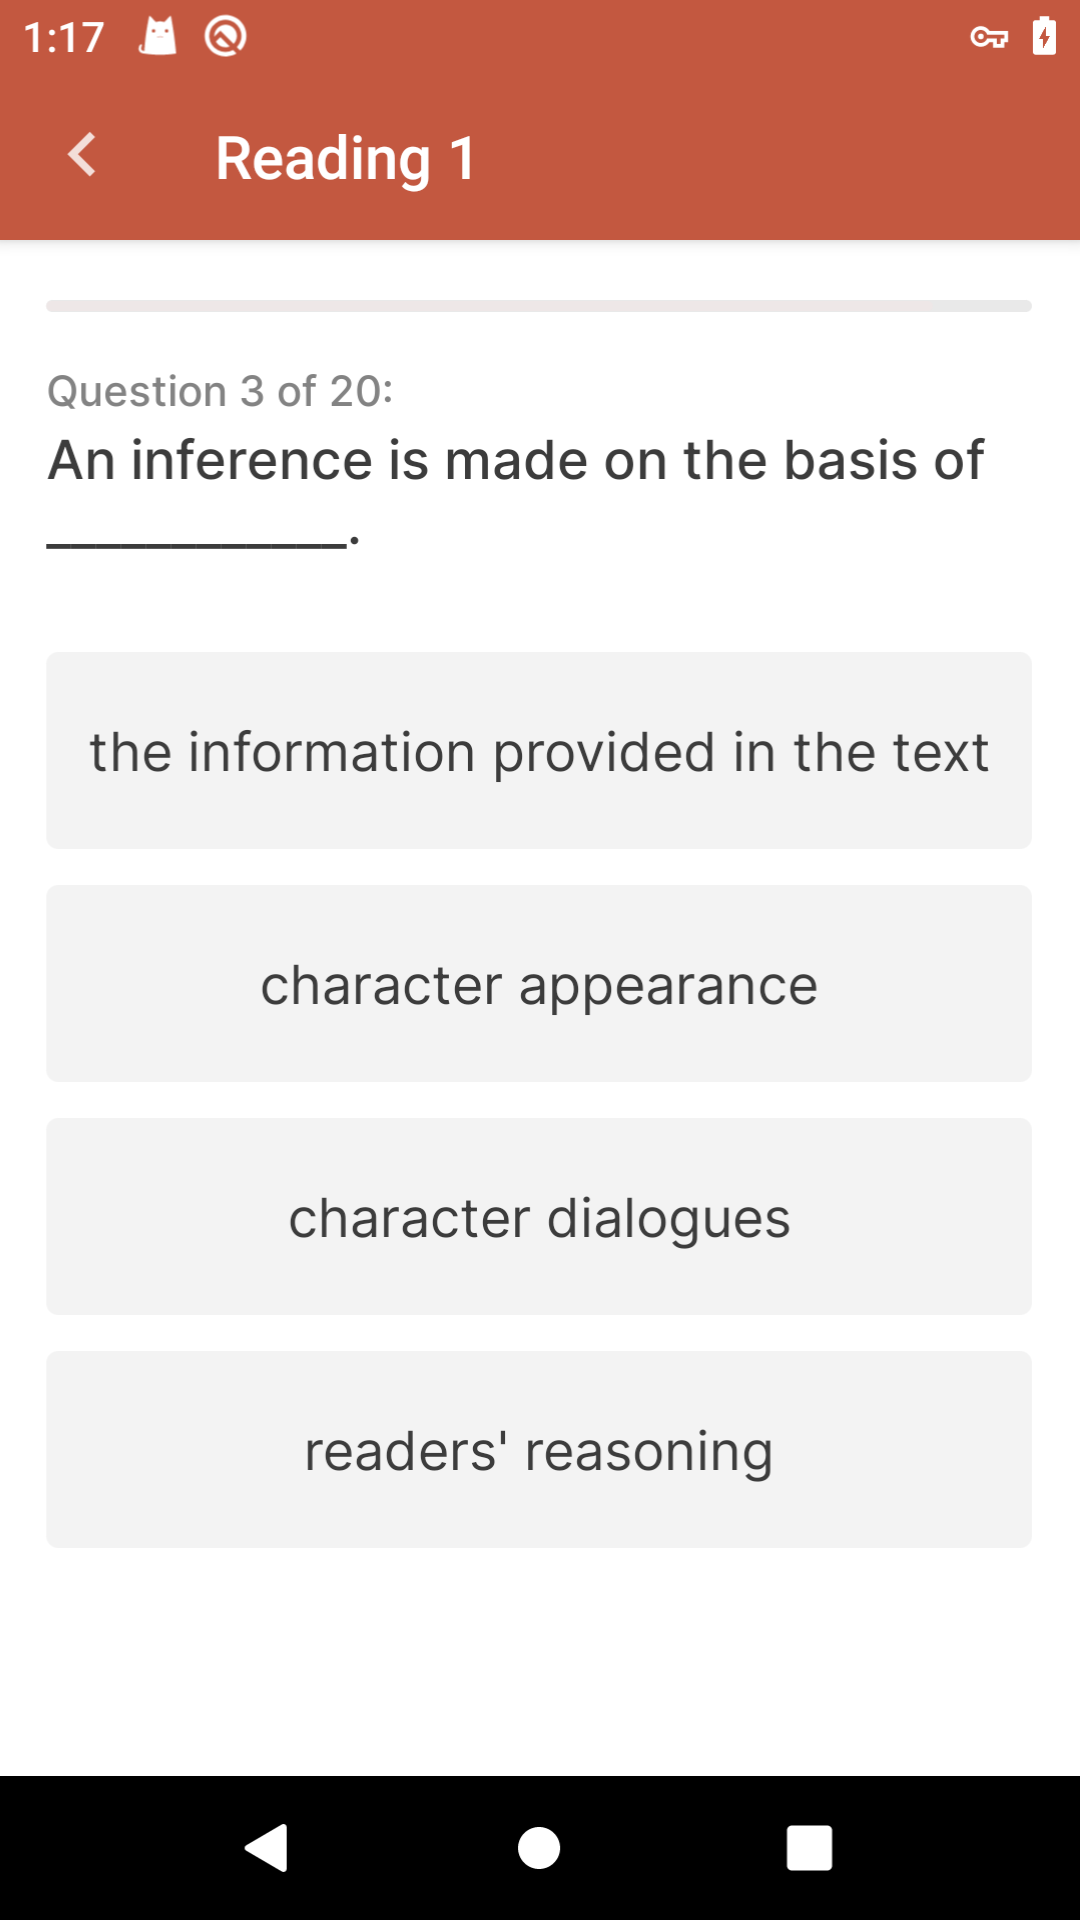 1:17
Reading 1
Question 3 of 20:
An inference is made on the basis of
____________.
the information provided in the text
character appearance
character dialogues
readers' reasoning